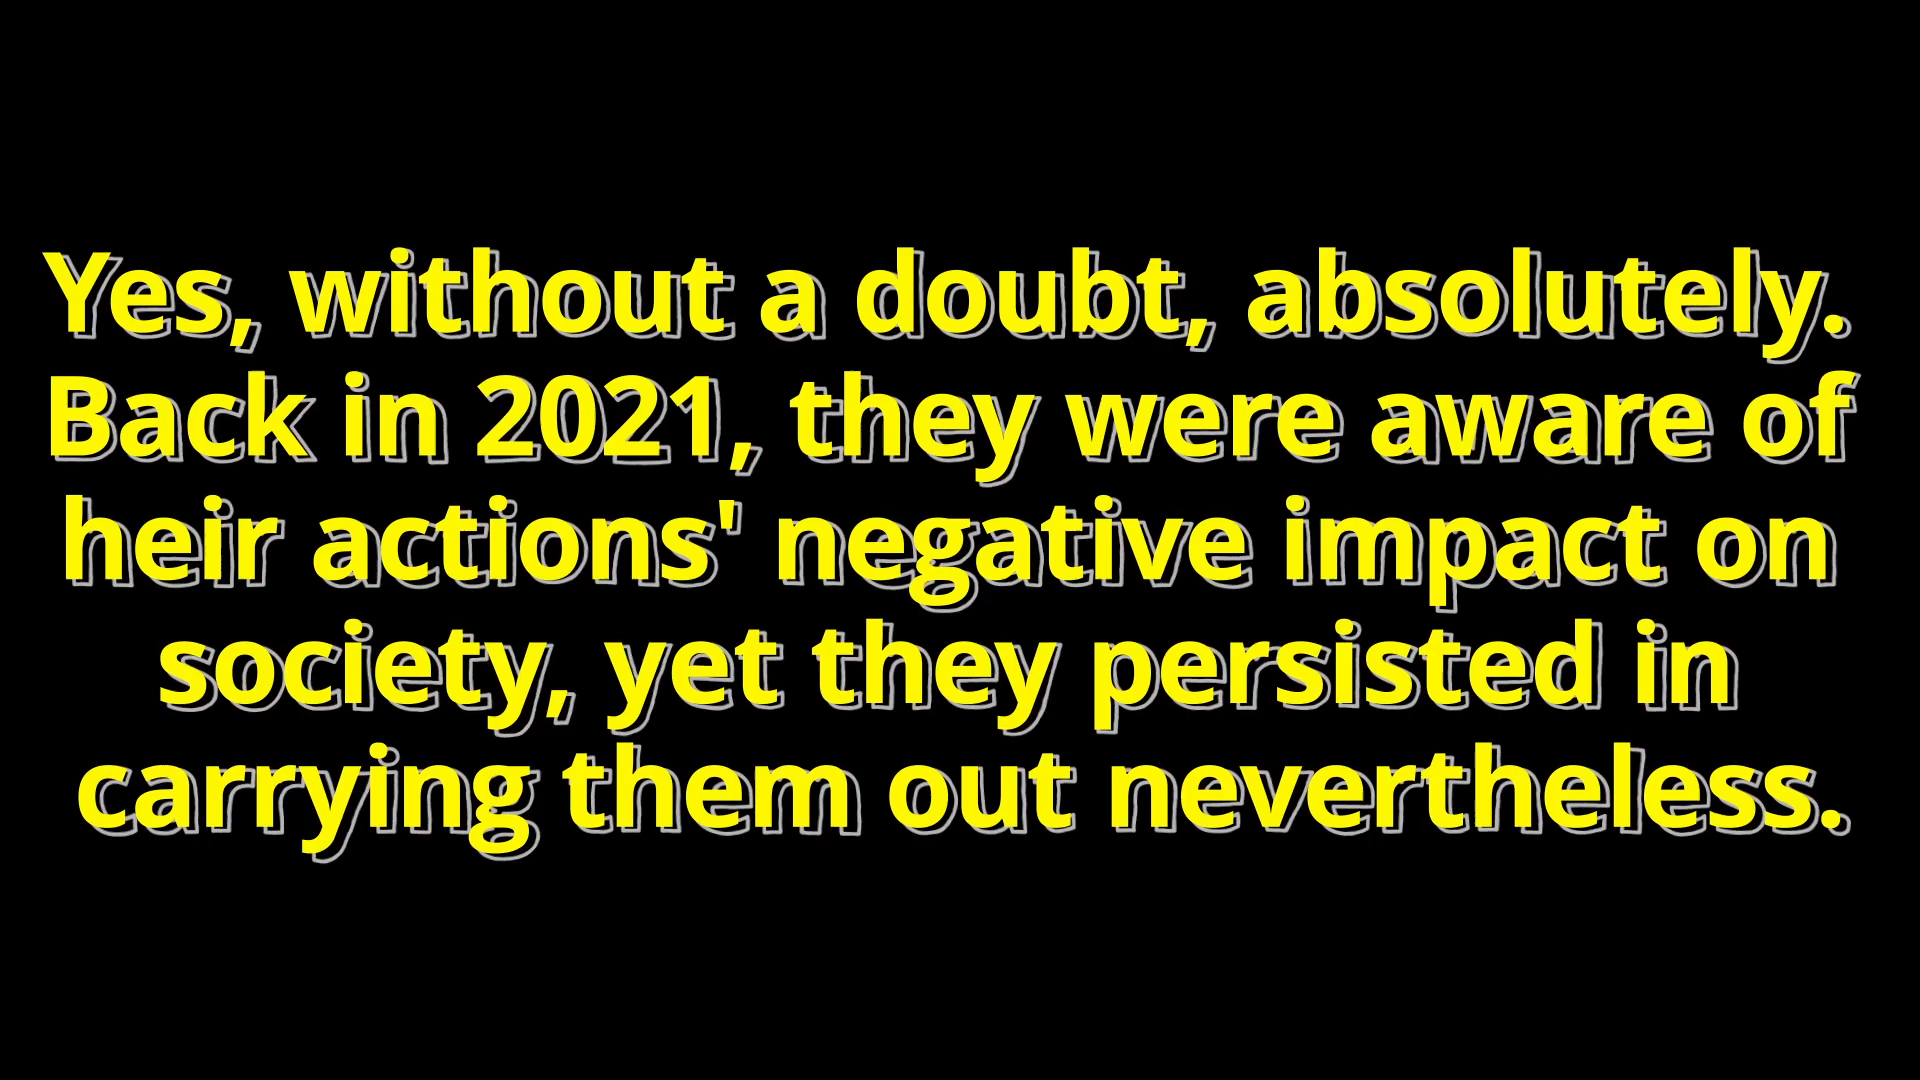 Yes, without a doubt, absolutely.
Back in 2021, they were aware of
heir actions' negative impact on
society, yet they persisted in
carrying them out nevertheless.